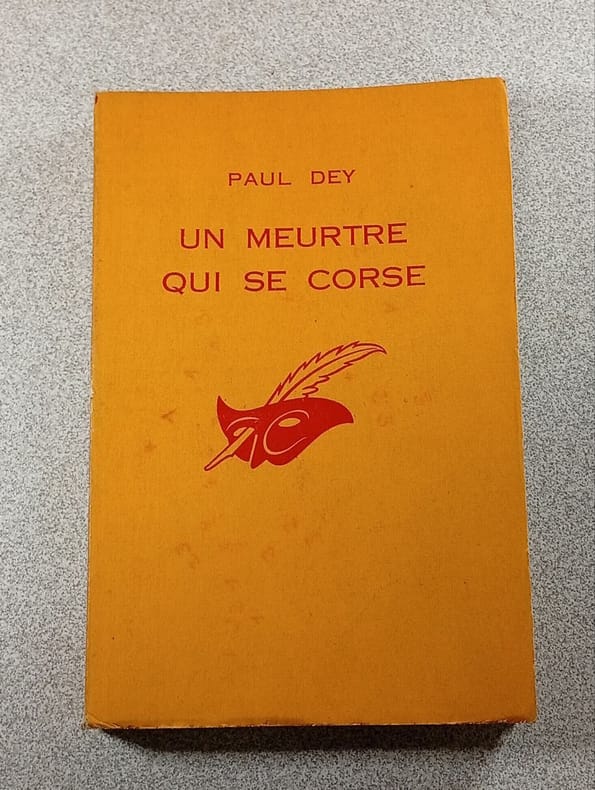 PAUL DEY
UN MEURTRE
QUI SE CORSE